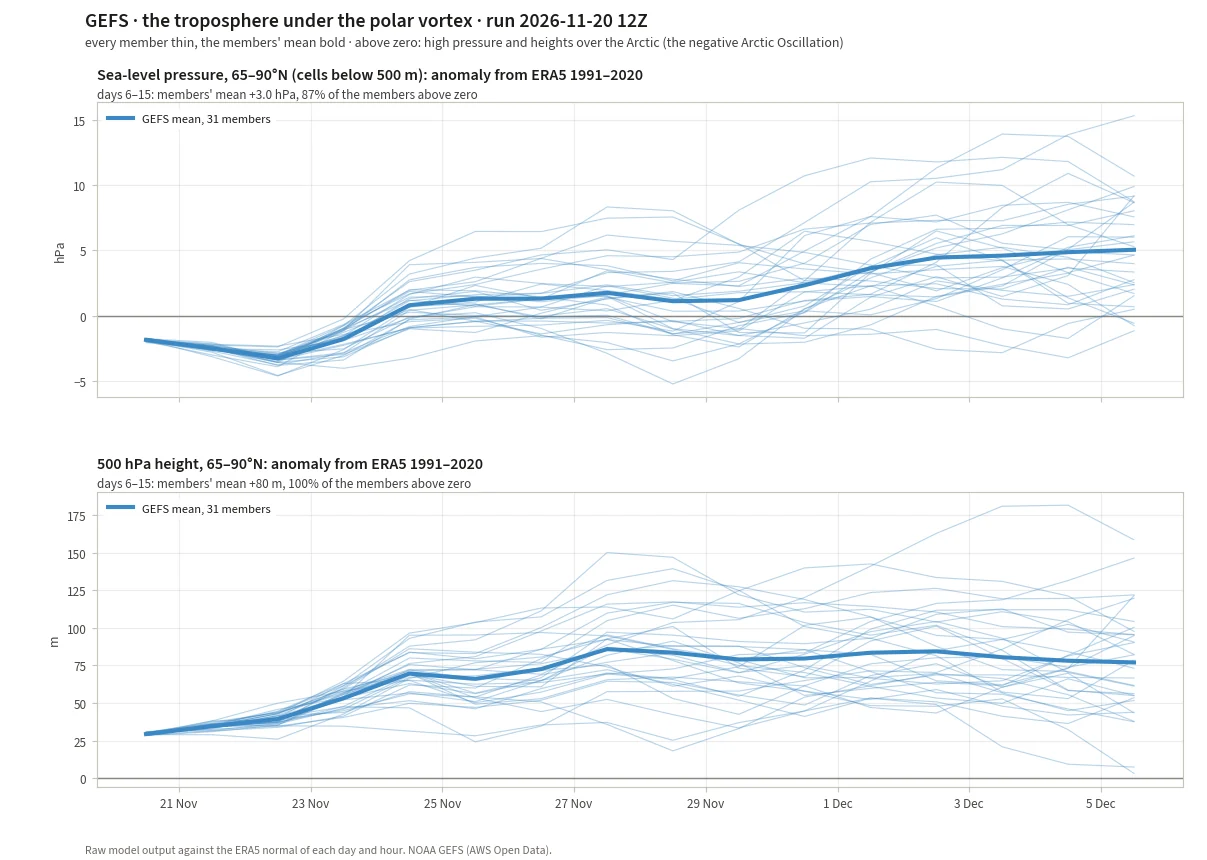 GEFS · the troposphere under the polar vortex · run 2026-11-20 12Z
every member thin, the members' mean bold · above zero: high pressure and heights over the Arctic (the negative Arctic Oscillation)
Sea-level pressure, 65–90°N (cells below 500 m): anomaly from ERA5 1991–2020
days 6–15: members' mean +3.0 hPa, 87% of the members above zero
GEFS mean, 31 members
15
10
5
0
−5
hPa
500 hPa height, 65–90°N: anomaly from ERA5 1991–2020
days 6–15: members' mean +80 m, 100% of the members above zero
GEFS mean, 31 members
175
150
125
100
75
50
25
0
m
21 Nov 23 Nov 25 Nov 27 Nov 29 Nov 1 Dec 3 Dec 5 Dec
Raw model output against the ERA5 normal of each day and hour. NOAA GEFS (AWS Open Data).